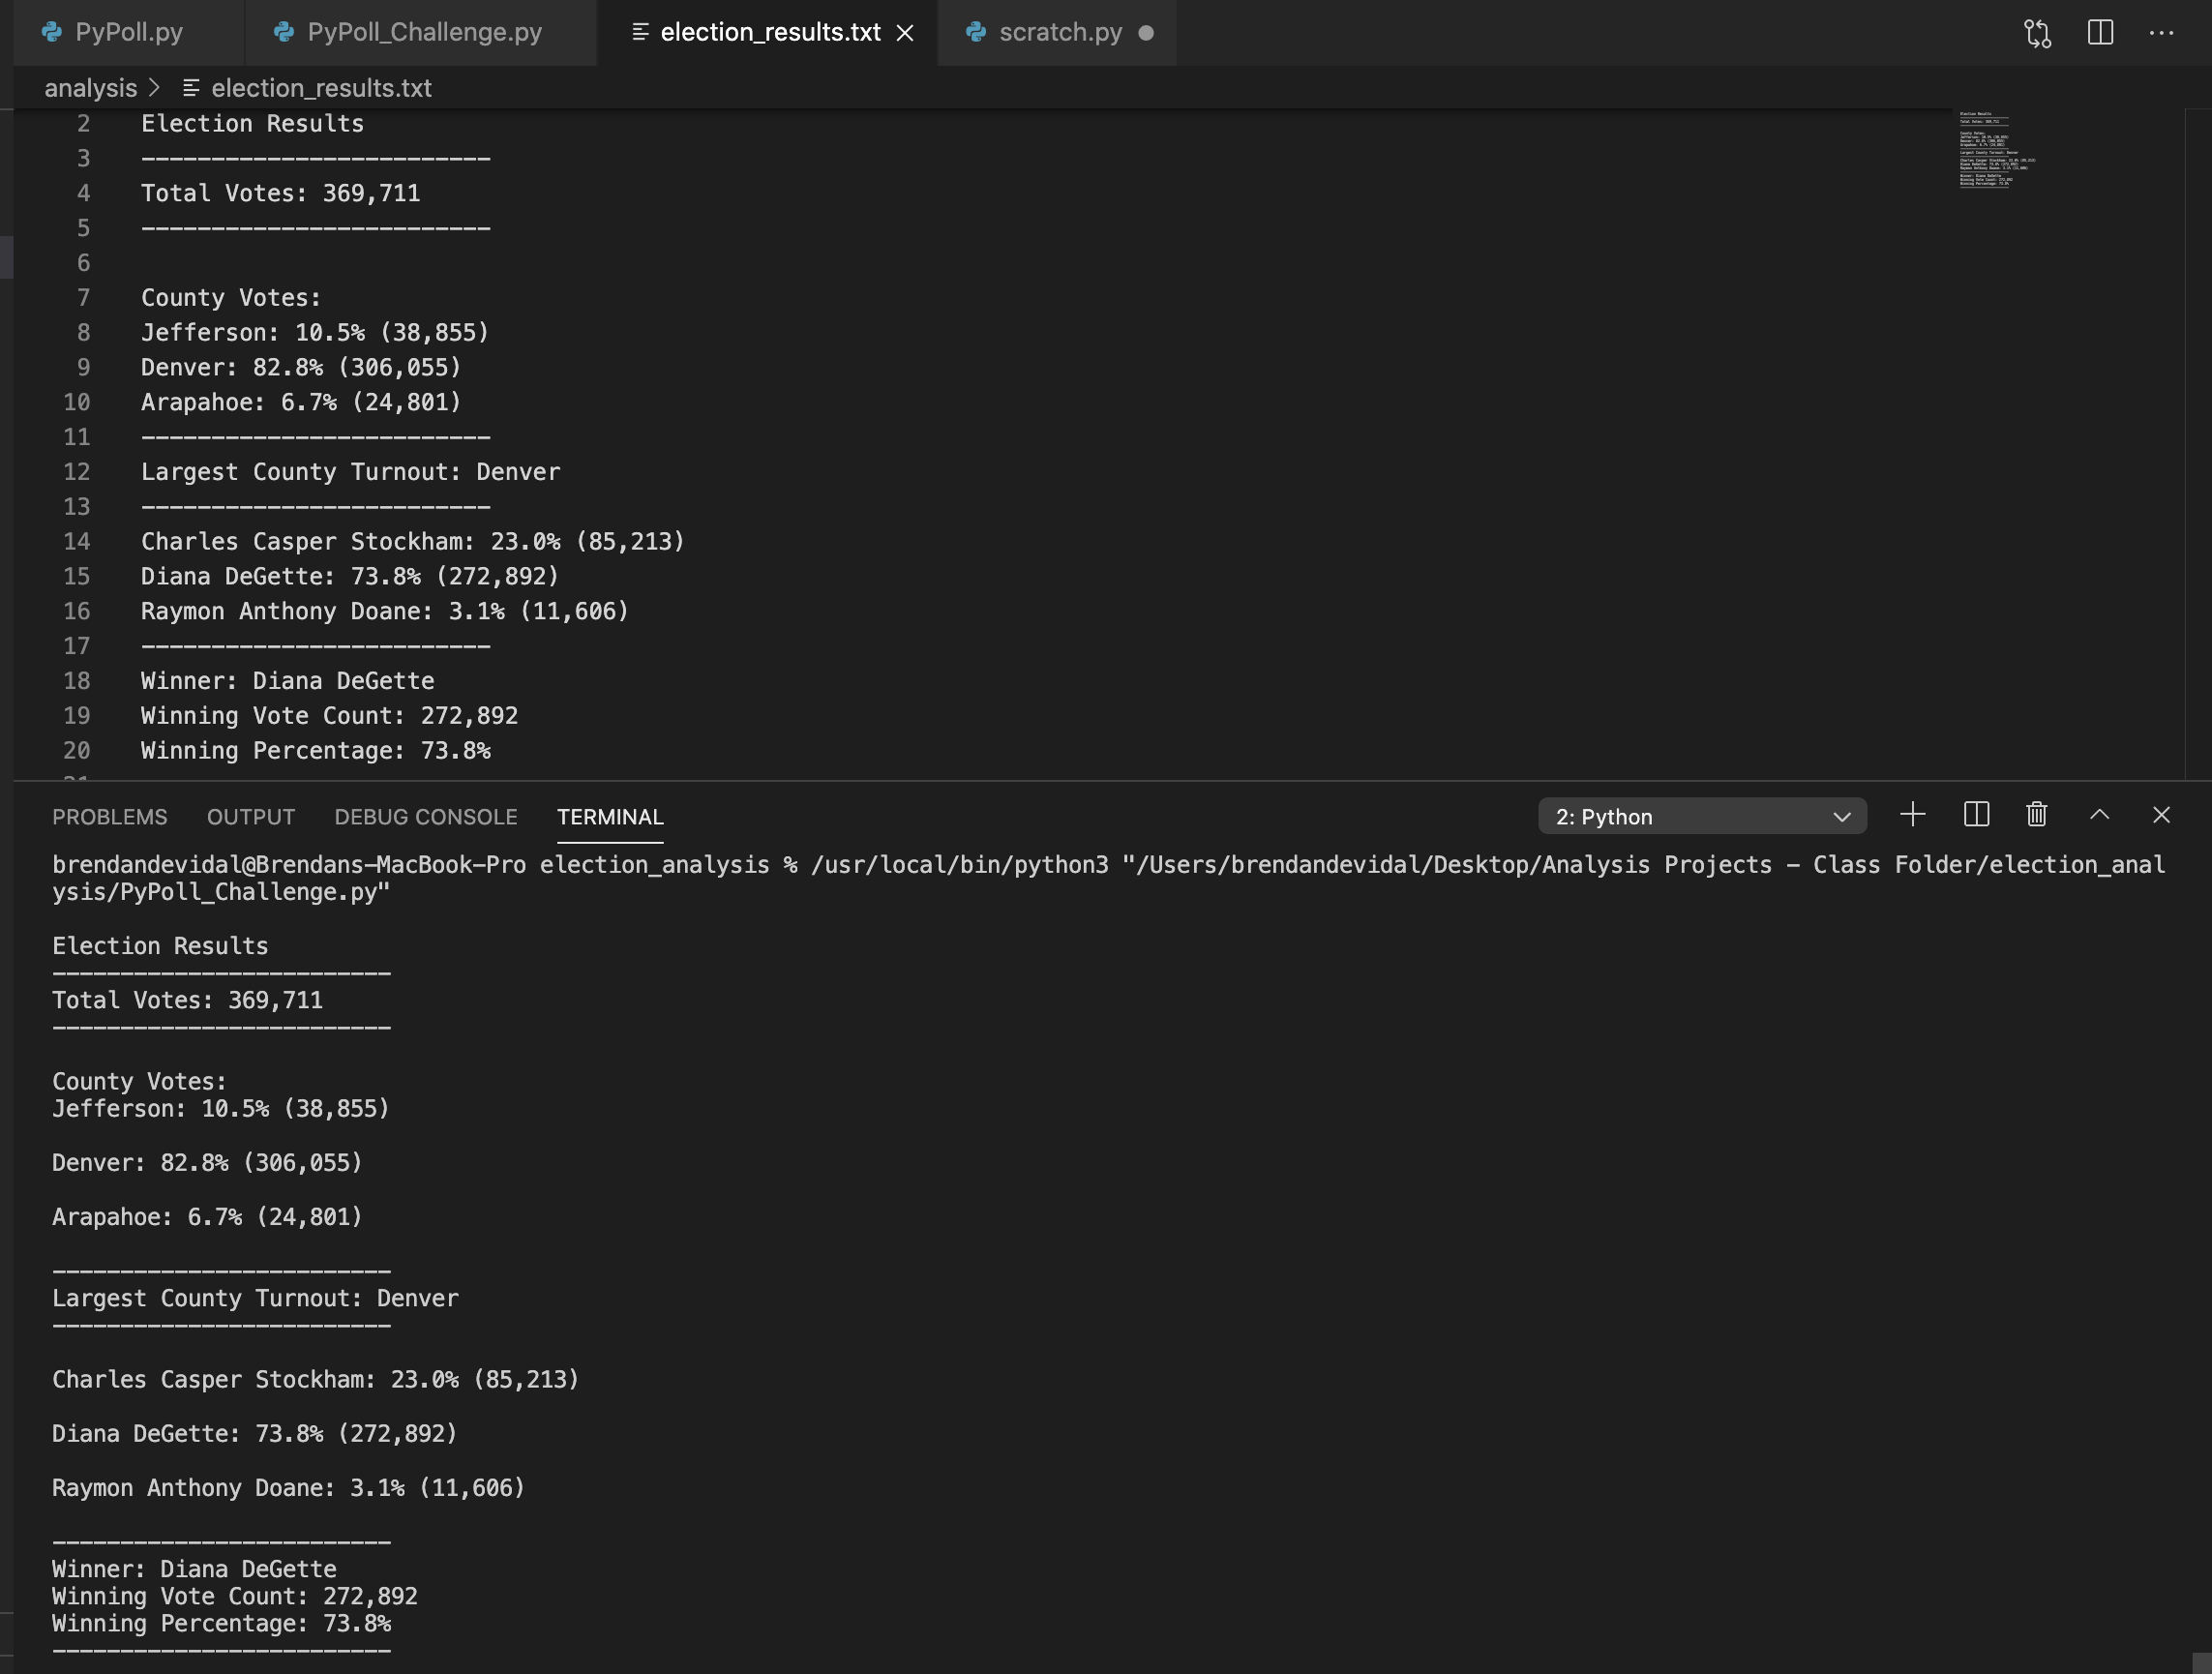 PyPoll.py
PyPoll_Challenge.py
election_results.txt
scratch.py
analysis > election_results.txt
2 Election Results
3 -------------------------
4 Total Votes: 369,711
5 -------------------------
6
7 County Votes:
8 Jefferson: 10.5% (38,855)
9 Denver: 82.8% (306,055)
10 Arapahoe: 6.7% (24,801)
11 -------------------------
12 Largest County Turnout: Denver
13 -------------------------
14 Charles Casper Stockham: 23.0% (85,213)
15 Diana DeGette: 73.8% (272,892)
16 Raymon Anthony Doane: 3.1% (11,606)
17 -------------------------
18 Winner: Diana DeGette
19 Winning Vote Count: 272,892
20 Winning Percentage: 73.8%
PROBLEMS OUTPUT DEBUG CONSOLE TERMINAL 2: Python
brendandevidal@Brendans-MacBook-Pro election_analysis % /usr/local/bin/python3 "/Users/brendandevidal/Desktop/Analysis Projects - Class Folder/election_anal
ysis/PyPoll_Challenge.py"
Election Results
-------------------------
Total Votes: 369,711
-------------------------
County Votes:
Jefferson: 10.5% (38,855)
Denver: 82.8% (306,055)
Arapahoe: 6.7% (24,801)
-------------------------
Largest County Turnout: Denver
-------------------------
Charles Casper Stockham: 23.0% (85,213)
Diana DeGette: 73.8% (272,892)
Raymon Anthony Doane: 3.1% (11,606)
-------------------------
Winner: Diana DeGette
Winning Vote Count: 272,892
Winning Percentage: 73.8%
-------------------------